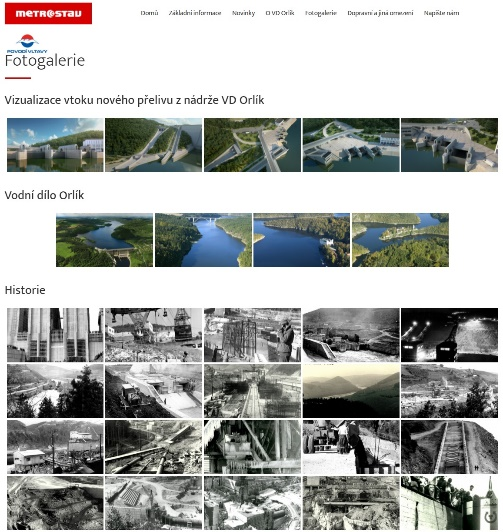 METROSTAV
Domů Základní informace Novinky O VD Orlík Fotogalerie Dopravní a jiná omezení Napište nám
POVODÍ VLTAVY
Fotogalerie
Vizualizace vtoku nového přelivu z nádrže VD Orlík
Vodní dílo Orlík
Historie